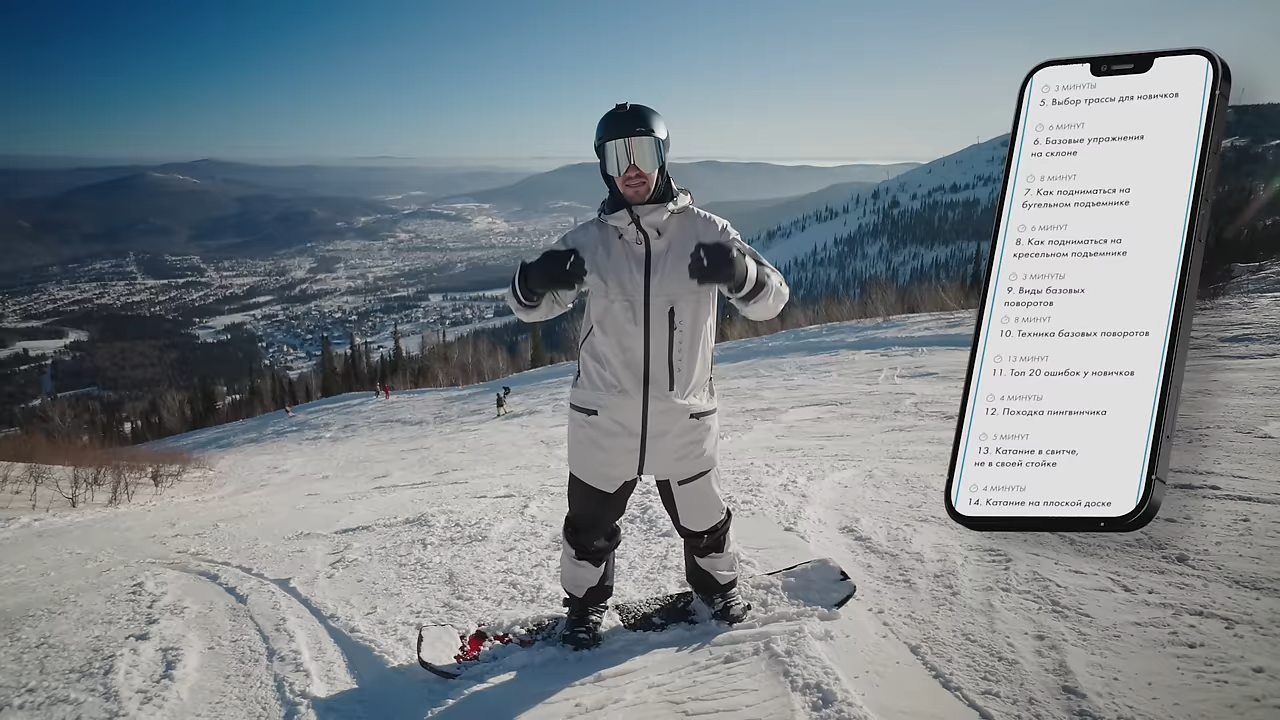 3 МИНУТЫ
5. Выбор трассы для новичков
6 МИНУТ
6. Базовые упражнения
на склоне
8 МИНУТ
7. Как подниматься на
бугельном подъемнике
6 МИНУТ
8. Как подниматься на
кресельном подъемнике
3 МИНУТЫ
9. Виды базовых
поворотов
8 МИНУТ
10. Техника базовых поворотов
13 МИНУТ
11. Топ 20 ошибок у новичков
4 МИНУТЫ
12. Походка пингвинчика
5 МИНУТ
13. Катание в свитче,
не в своей стойке
4 МИНУТЫ
14. Катание на плоской доске